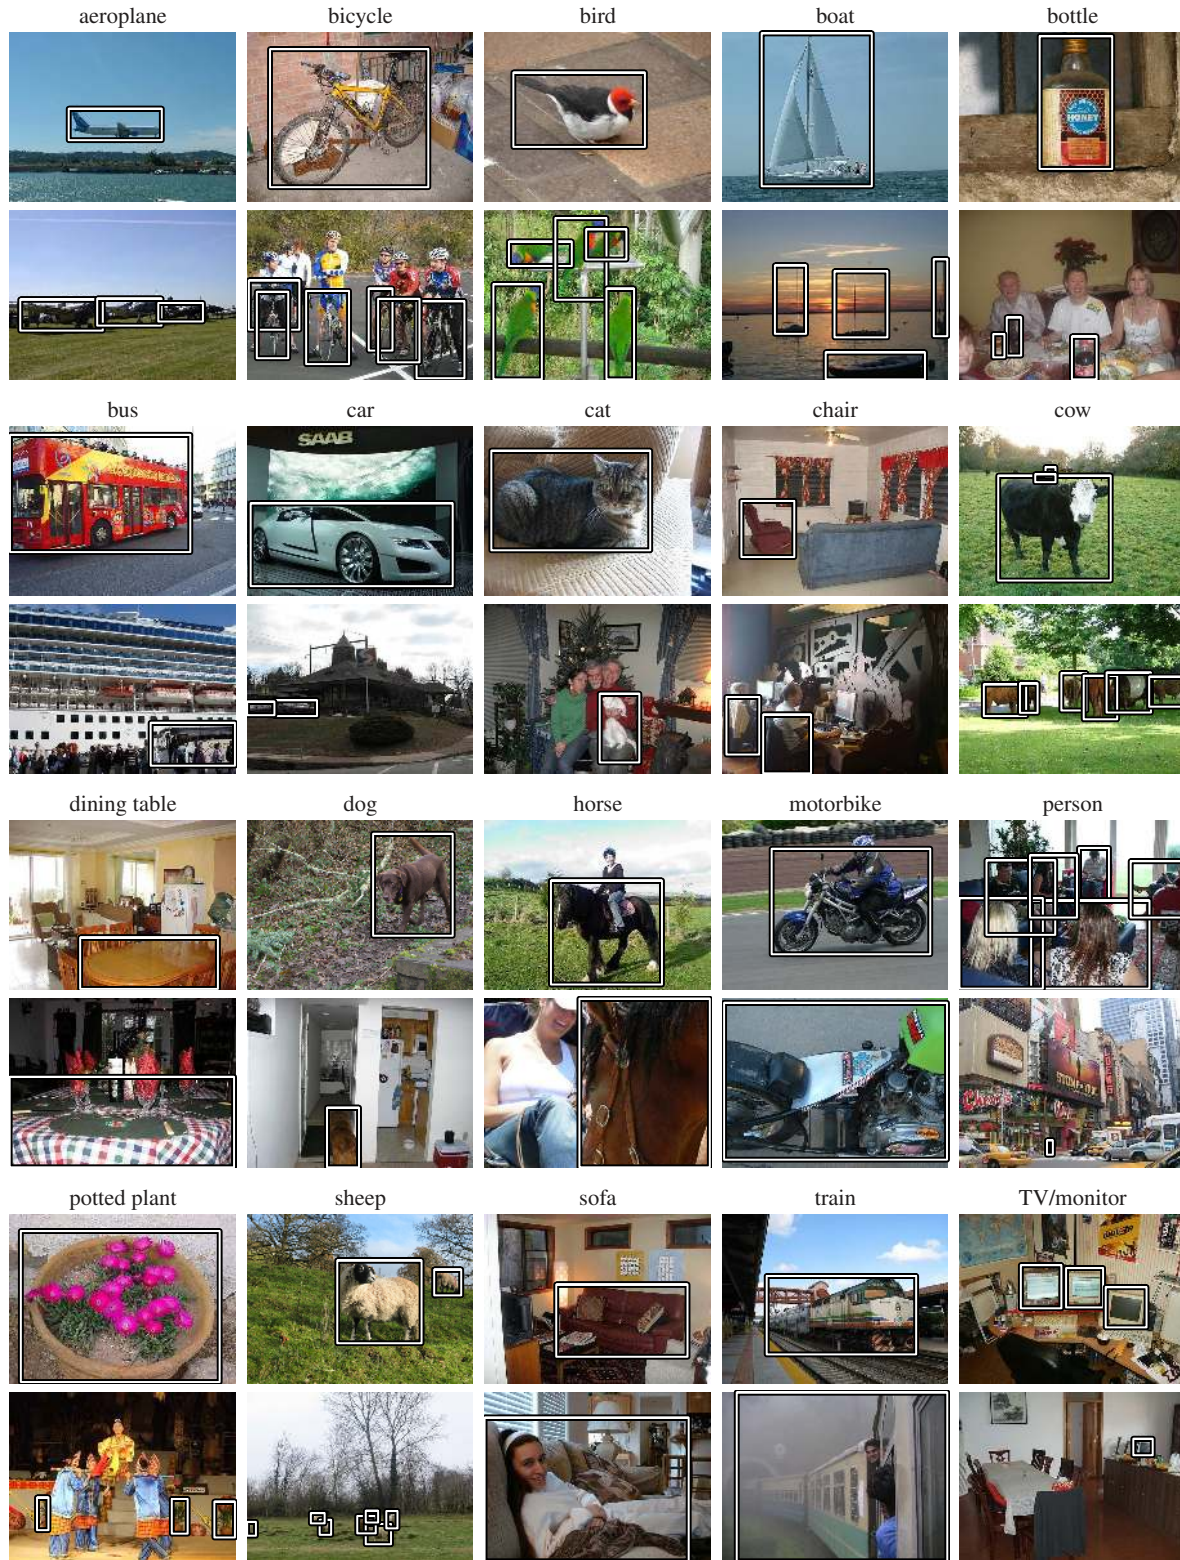 aeroplane bicycle bird boat bottle
HONEY
bus car cat chair cow
SAAB
dining table dog horse motorbike person
potted plant sheep sofa train TV/monitor